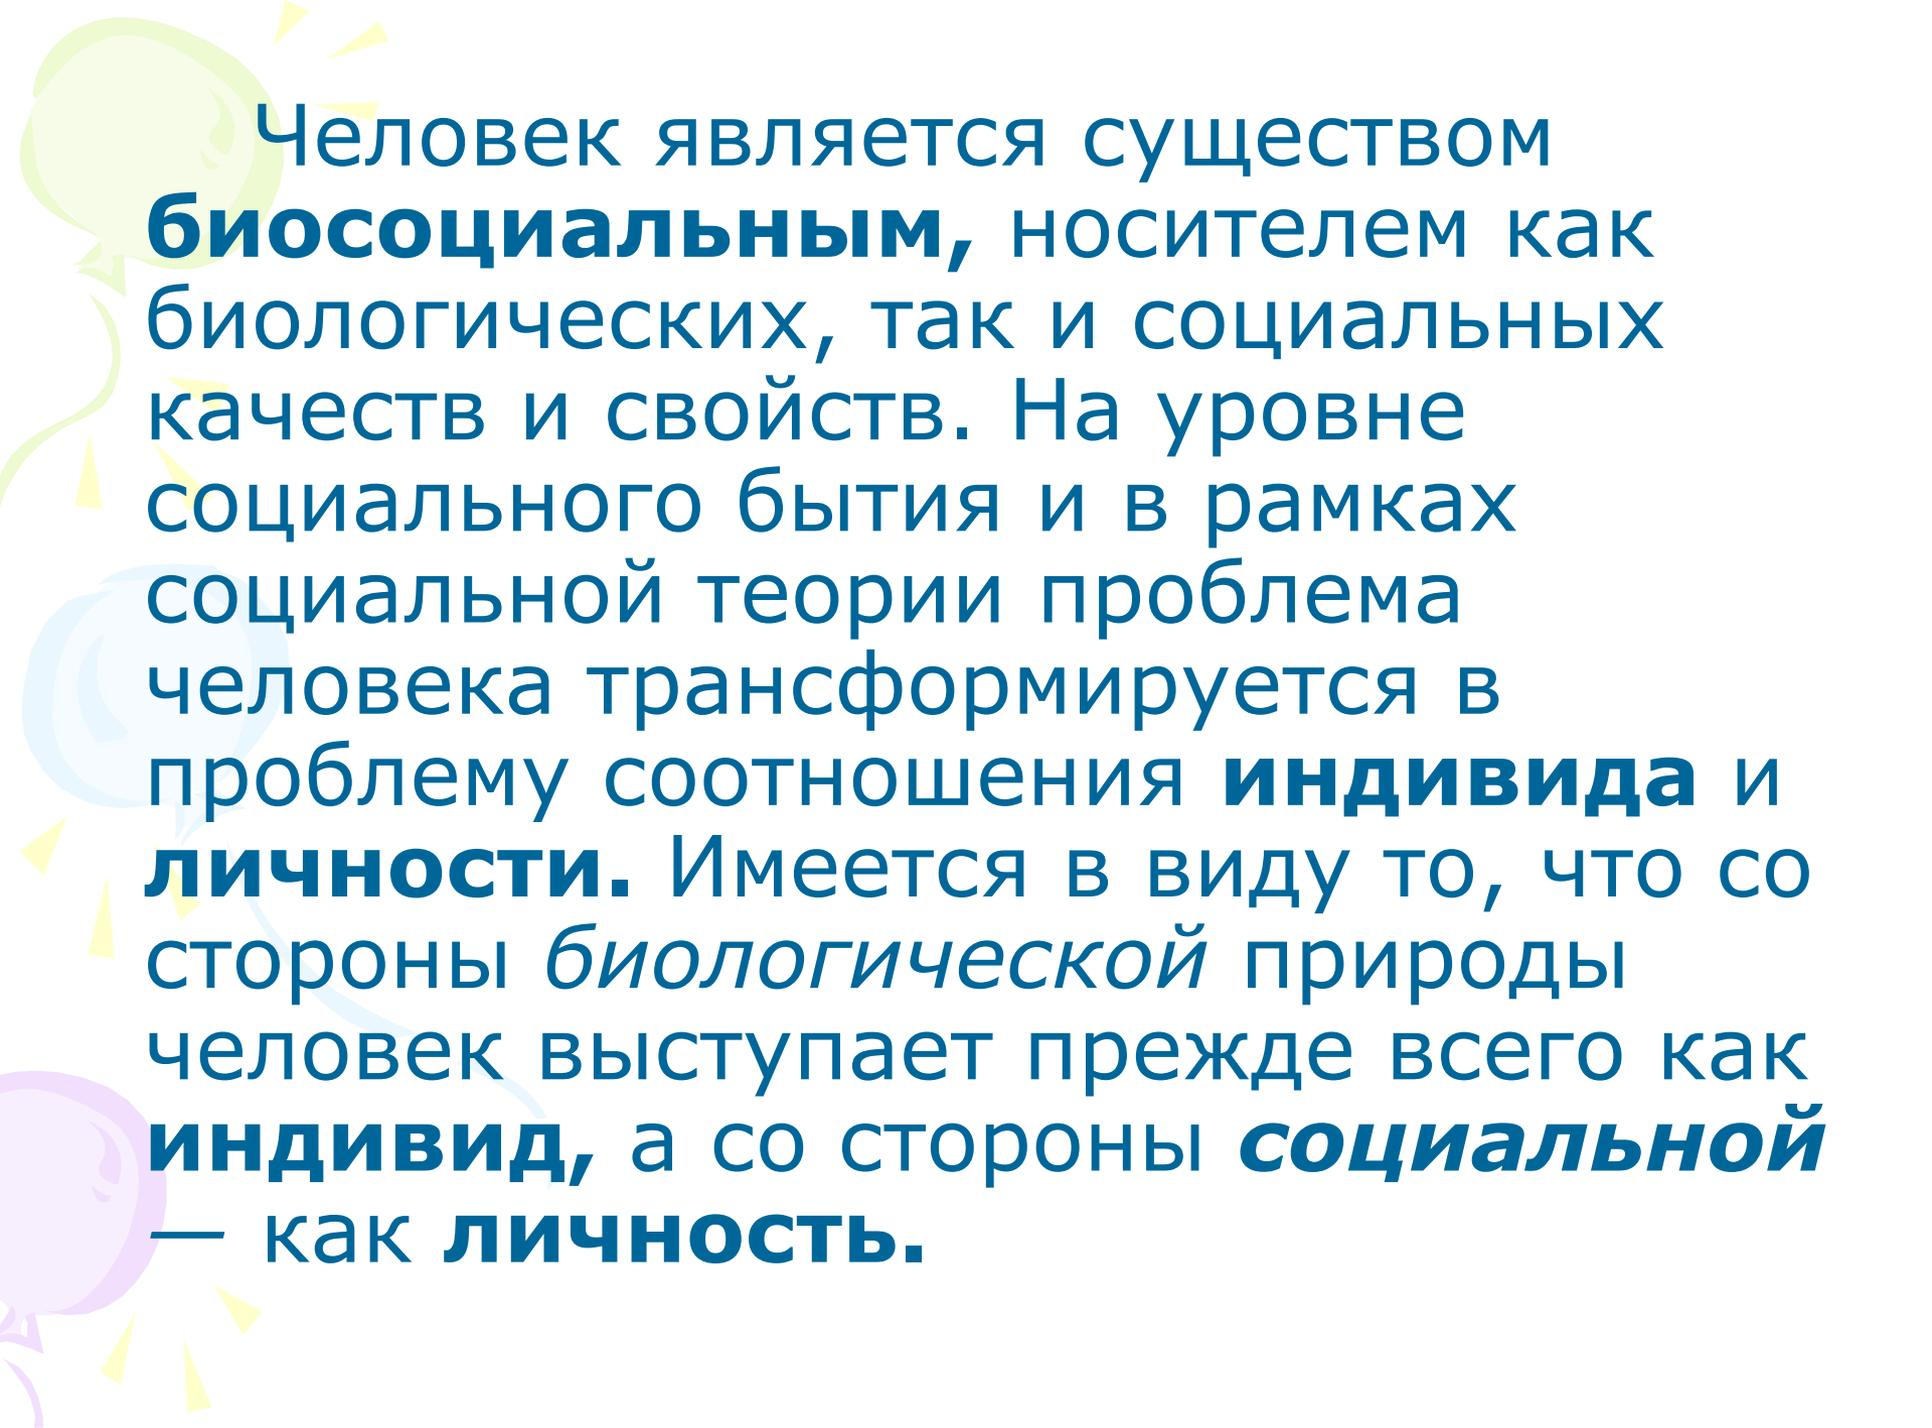 Человек является существом
биосоциальным, носителем как
биологических, так и социальных
качеств и свойств. На уровне
социального бытия и в рамках
социальной теории проблема
человека трансформируется в
проблему соотношения индивида и
личности. Имеется в виду то, что со
стороны биологической природы
человек выступает прежде всего как
индивид, а со стороны социальной
— как личность.